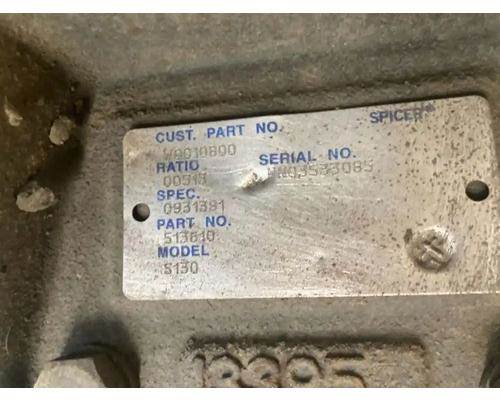 CUST. PART NO. SPICER®
W0010800
RATIO SERIAL NO.
00513
SPEC.
0931381
PART NO.
513610
MODEL
S130